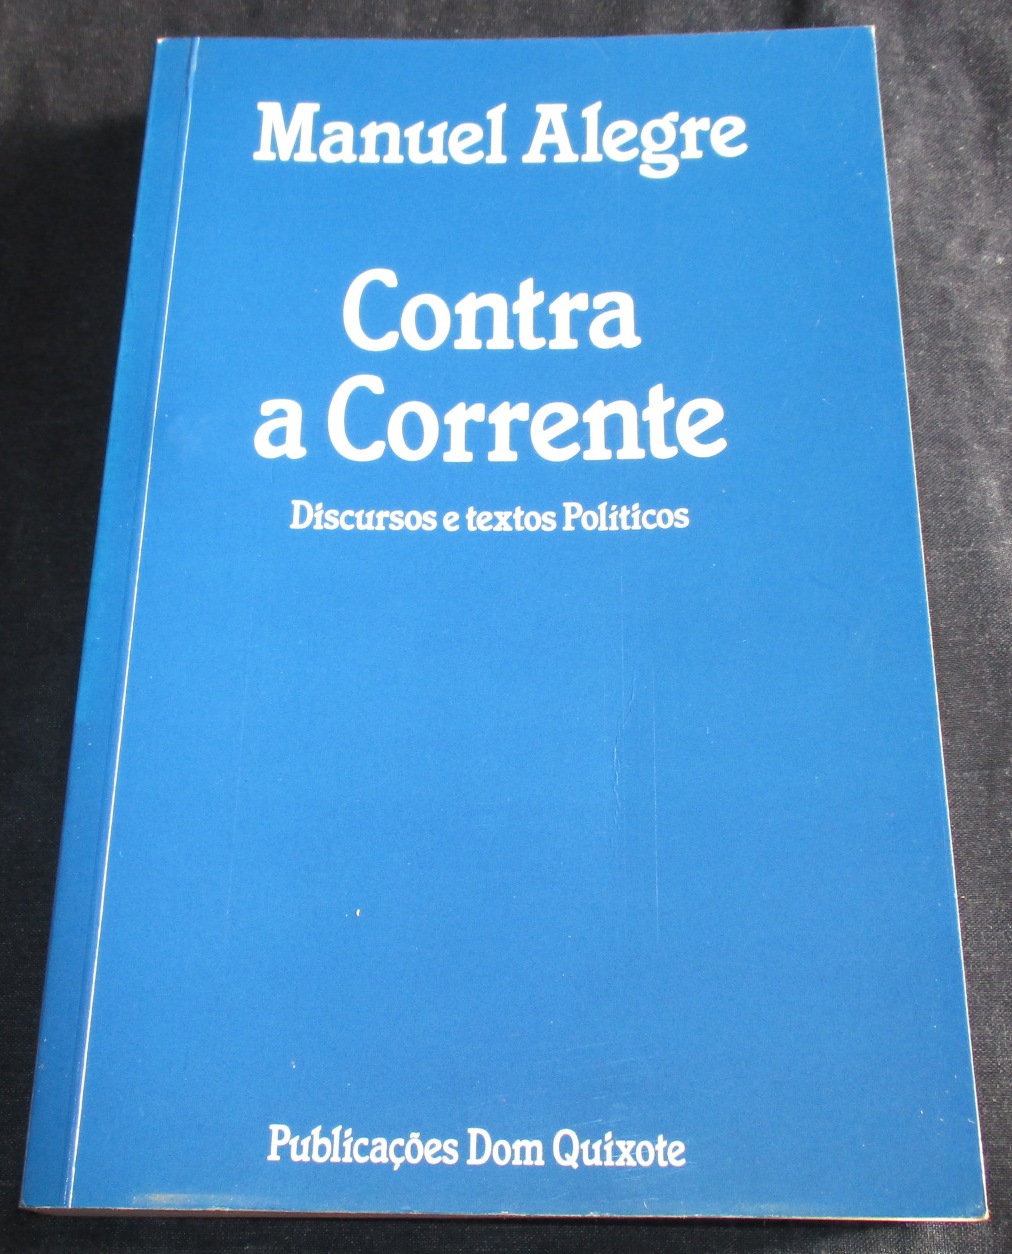 Manuel Alegre
Contra
a Corrente
Discursos e textos Políticos
Publicações Dom Quixote